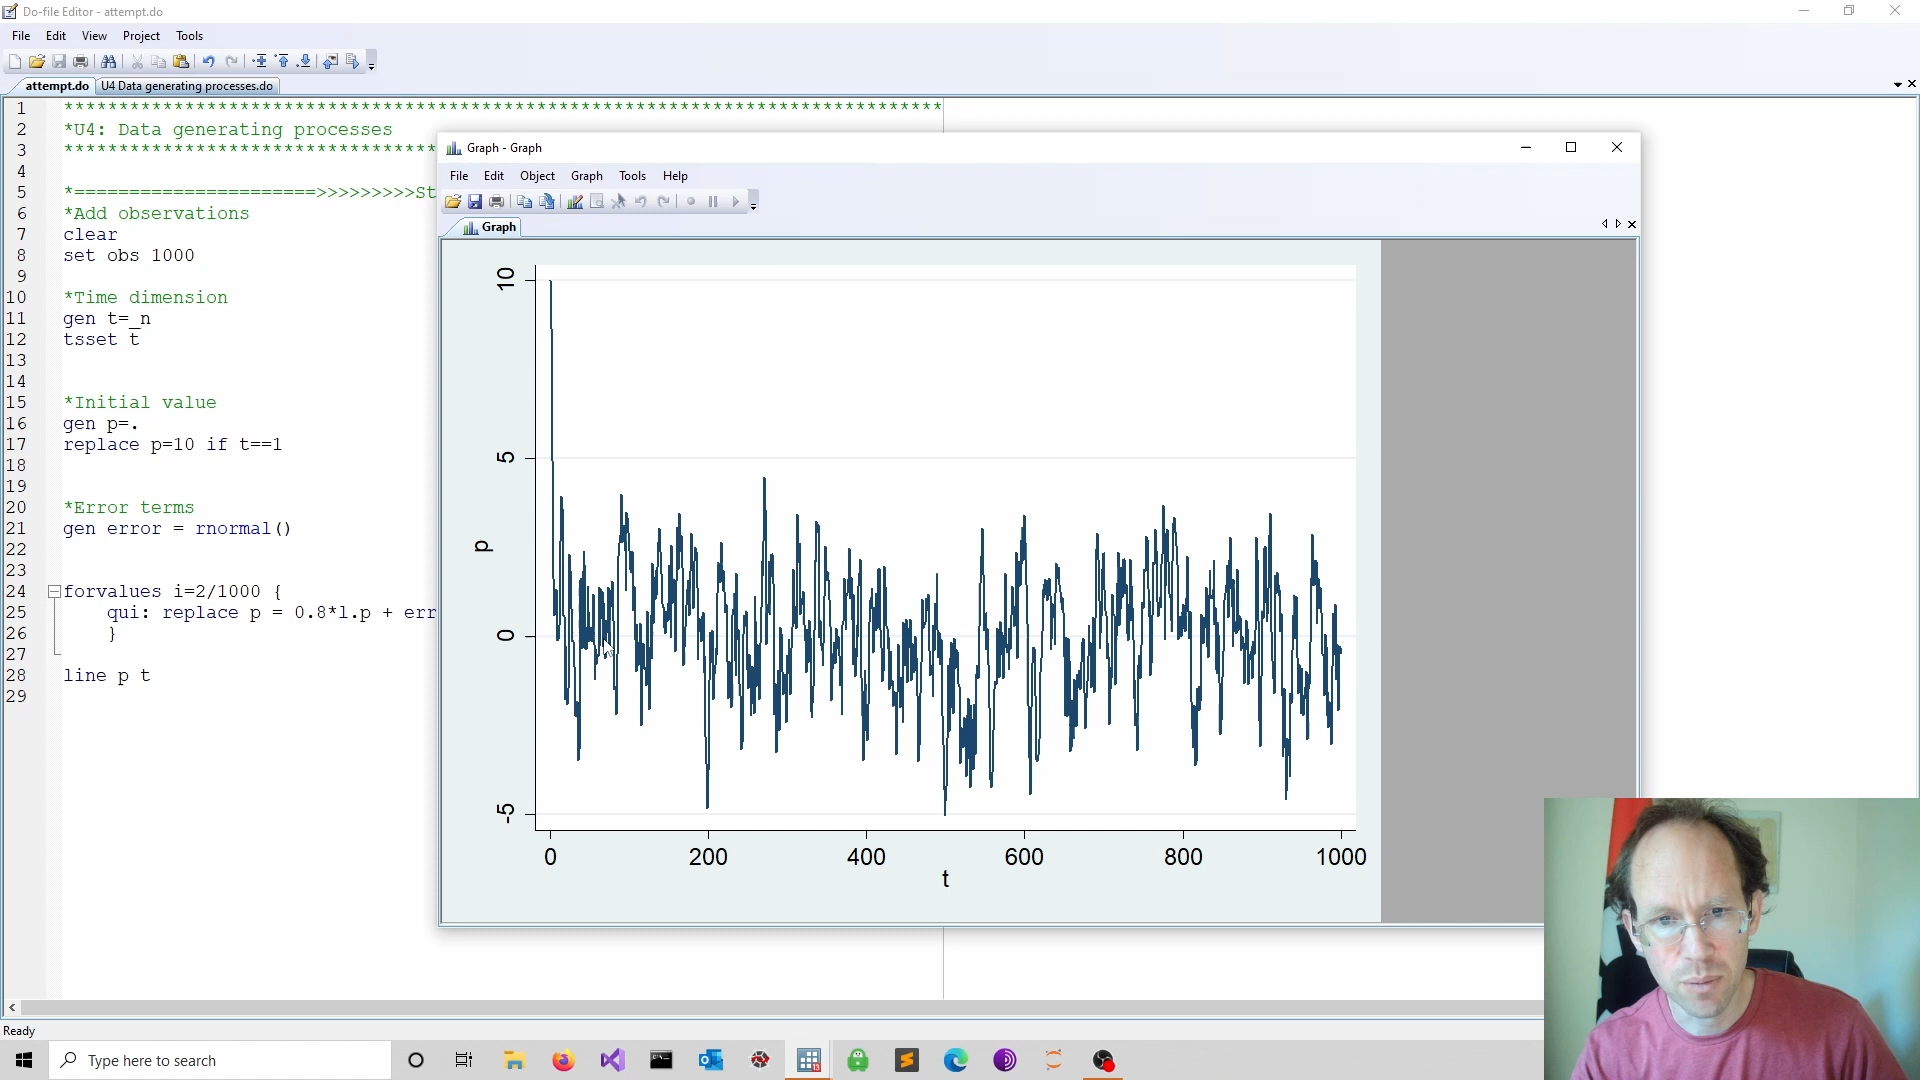 Do-file Editor - attempt.do
File Edit View Project Tools
attempt.do U4 Data generating processes.do
1 *********************************************************************************
2 *U4: Data generating processes
3 **********************************
4
5 *======================>>>>>>>>>St
6 *Add observations
7 clear
8 set obs 1000
9
10 *Time dimension
11 gen t=_n
12 tsset t
13
14
15 *Initial value
16 gen p=.
17 replace p=10 if t==1
18
19
20 *Error terms
21 gen error = rnormal()
22
23
24 forvalues i=2/1000 {
25 qui: replace p = 0.8*l.p + err
26 }
27
28 line p t
29
Graph - Graph
File Edit Object Graph Tools Help
Graph
10
5
0
-5
p
0 200 400 600 800 1000
t
Ready
Type here to search